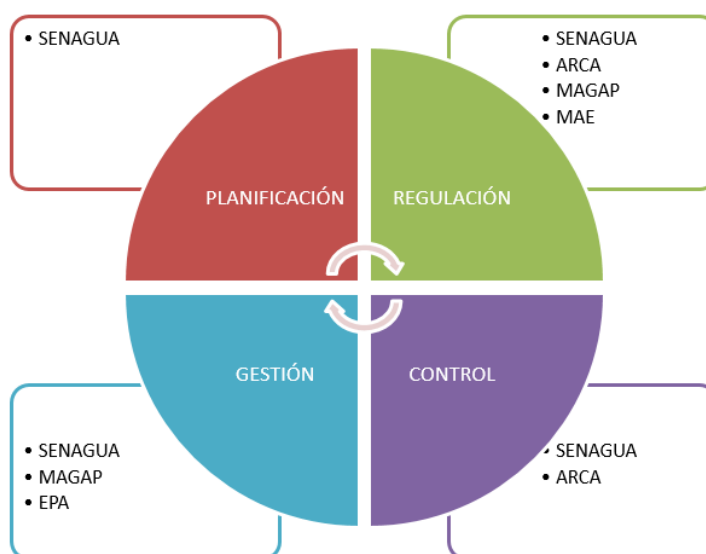 • SENAGUA
PLANIFICACIÓN
• SENAGUA
• ARCA
• MAGAP
• MAE
REGULACIÓN
GESTIÓN
• SENAGUA
• MAGAP
• EPA
CONTROL
• SENAGUA
• ARCA